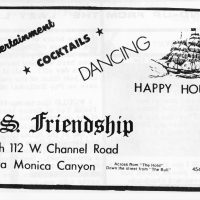 COCKTAILS
DANCING
HAPPY HOU
S. Friendship
112 W. Channel Road
Monica Canyon
Across from "The Hotel"
Down the street from "The Bull"
454